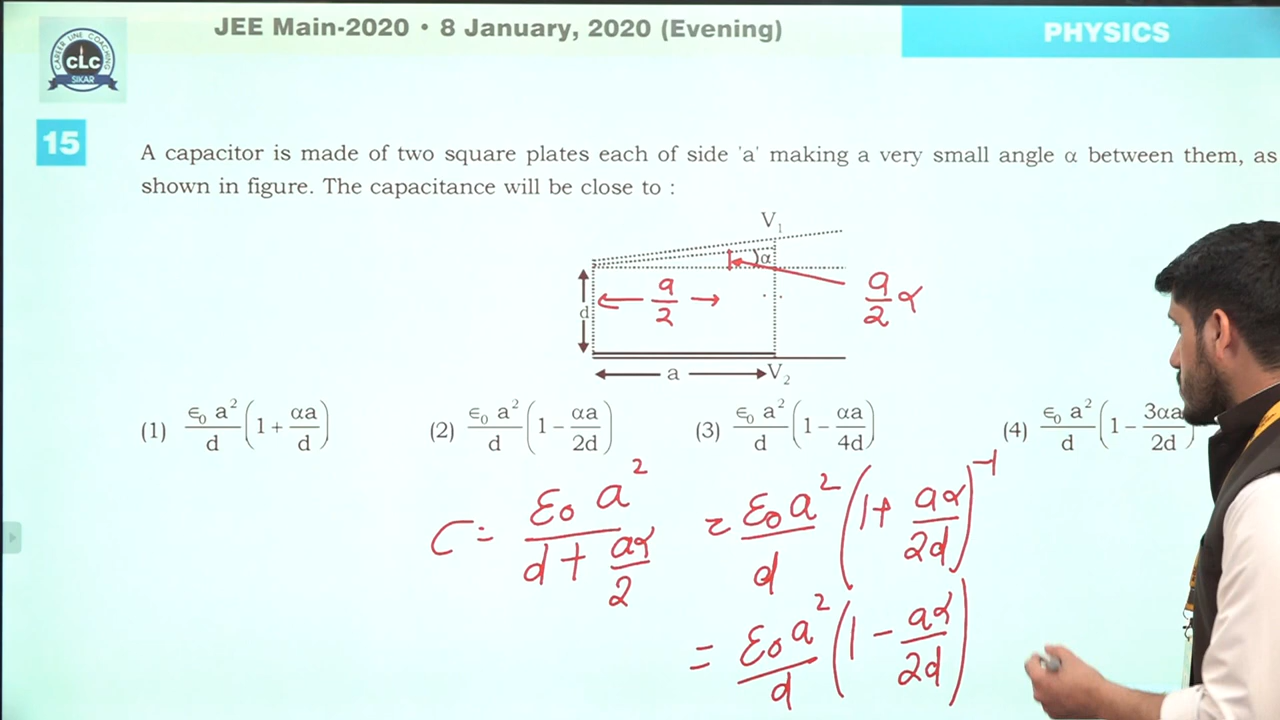 JEE Main-2020 • 8 January, 2020 (Evening)
PHYSICS
CAREER LINE COACHING
CLC
SIKAR
15
A capacitor is made of two square plates each of side 'a' making a very small angle α between them, as
shown in figure. The capacitance will be close to :
V₁
α
d
a/2
a/2 α
a
V₂
(1) ϵ₀ a²/d (1 + αa/d)
(2) ϵ₀ a²/d (1 − αa/2d)
(3) ϵ₀ a²/d (1 − αa/4d)
(4) ϵ₀ a²/d (1 − 3αa/2d)
C = ε₀ a²/(d + aα/2) = ε₀ a²/d (1 + aα/2d)⁻¹
= ε₀ a²/d (1 − aα/2d)